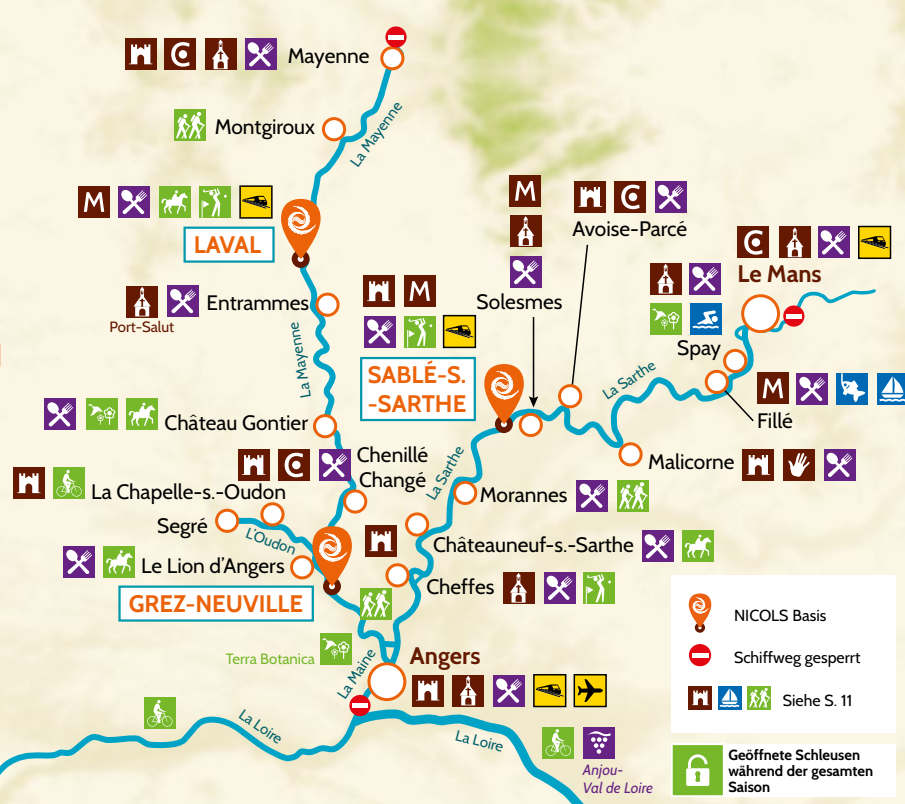 Mayenne
La Mayenne
Montgiroux
M
LAVAL
Port-Salut
Entrammes
La Mayenne
Château Gontier
Chenillé
Changé
La Chapelle-s.-Oudon
Segré
L'Oudon
Le Lion d'Angers
GREZ-NEUVILLE
Terra Botanica
La Maine
Angers
La Loire
La Loire
Anjou-
Val de Loire
M
SABLÉ-S.
-SARTHE
M
Solesmes
Avoise-Parcé
Le Mans
Spay
M
Fillé
La Sarthe
Malicorne
La Sarthe
Morannes
Châteauneuf-s.-Sarthe
Cheffes
NICOLS Basis
Schiffweg gesperrt
Siehe S. 11
Geöffnete Schleusen
während der gesamten
Saison